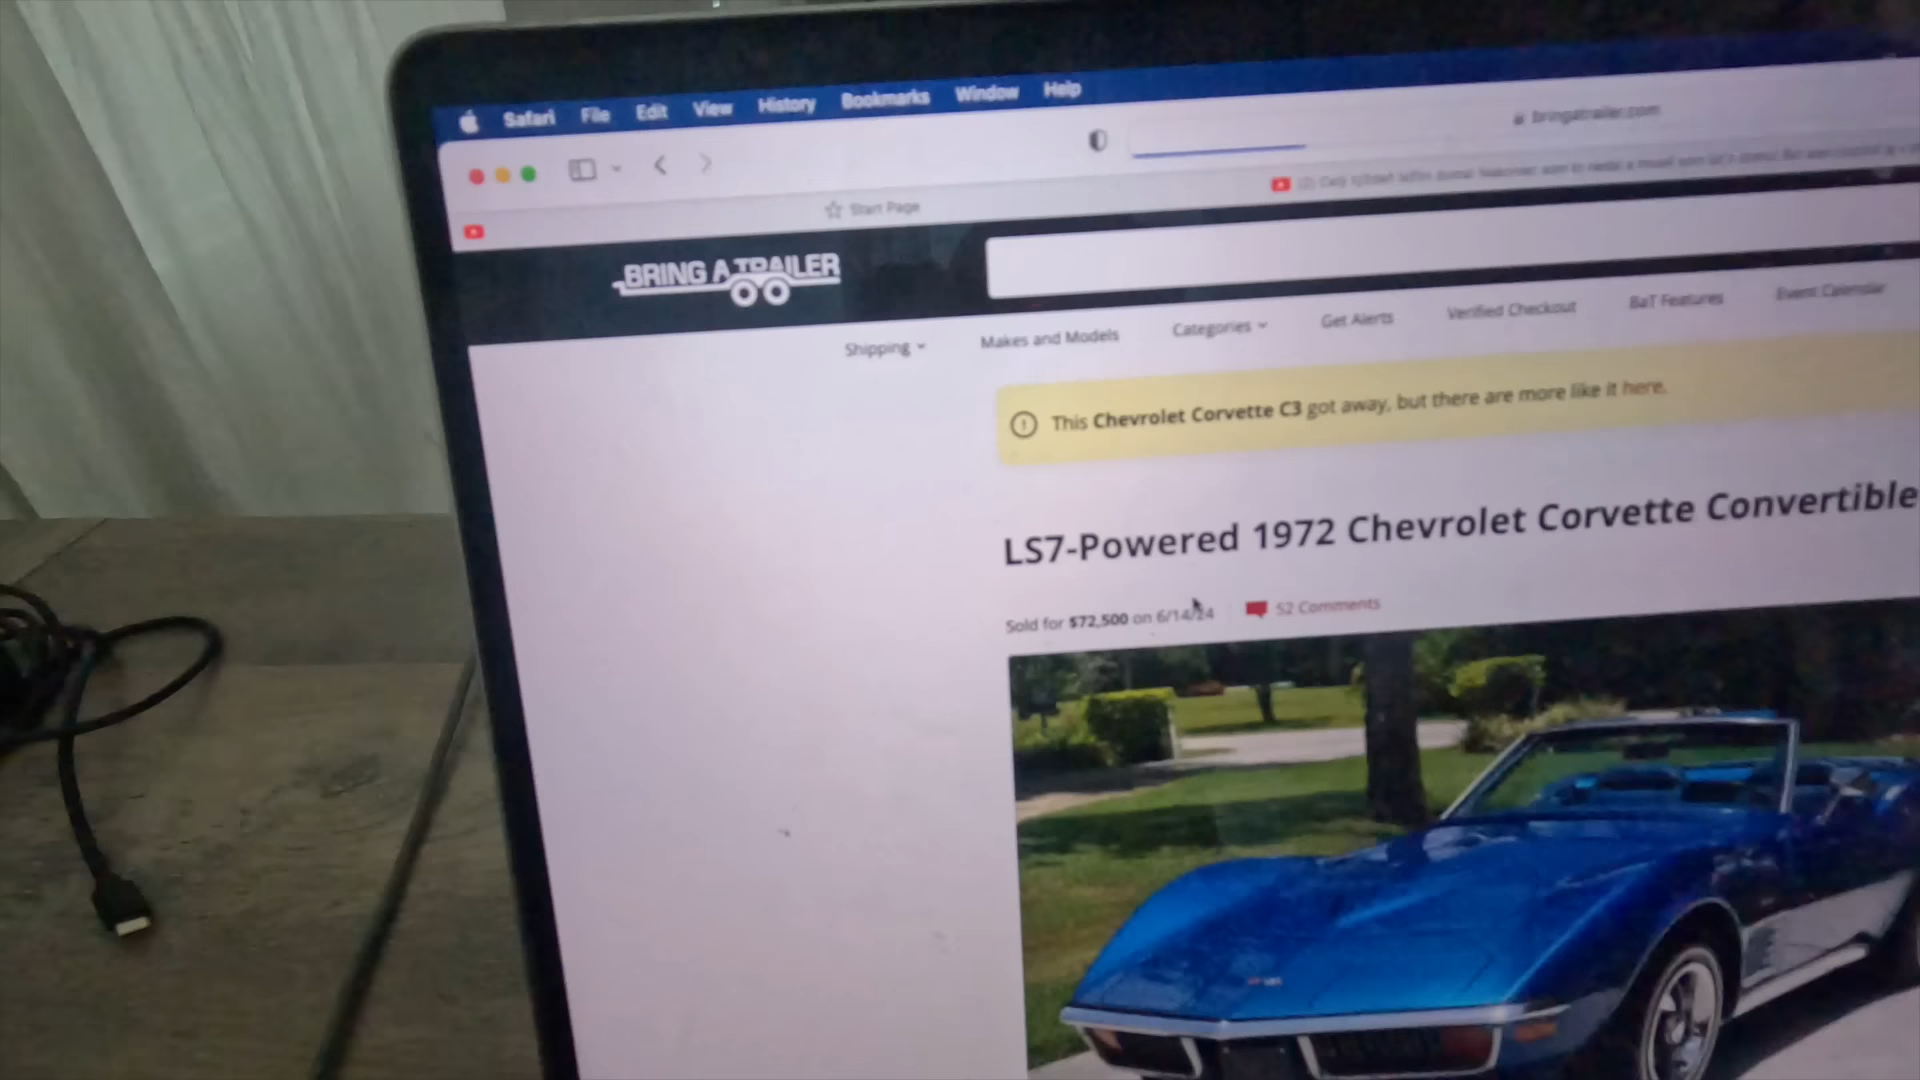 Safari File Edit View History Bookmarks Window Help
bringatrailer.com
Start Page
BRING A TRAILER
Shipping Makes and Models Categories Get Alerts Verified Checkout BaT Features Event Calendar
This Chevrolet Corvette C3 got away, but there are more like it here.
LS7-Powered 1972 Chevrolet Corvette Convertible
Sold for $72,500 on 6/14/24 52 Comments